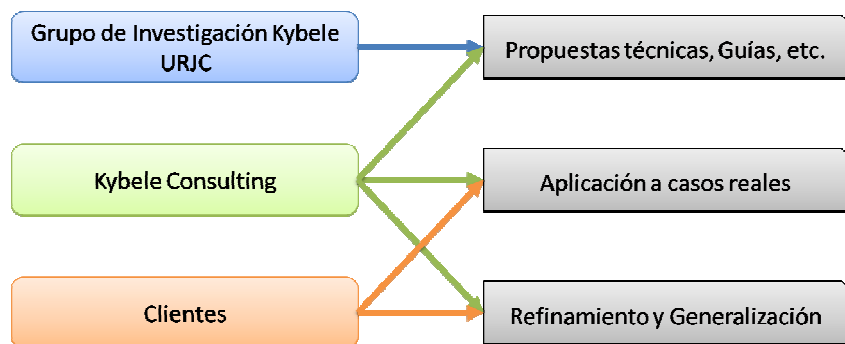 Grupo de Investigación Kybele
URJC
Propuestas técnicas, Guías, etc.
Kybele Consulting
Aplicación a casos reales
Clientes
Refinamiento y Generalización